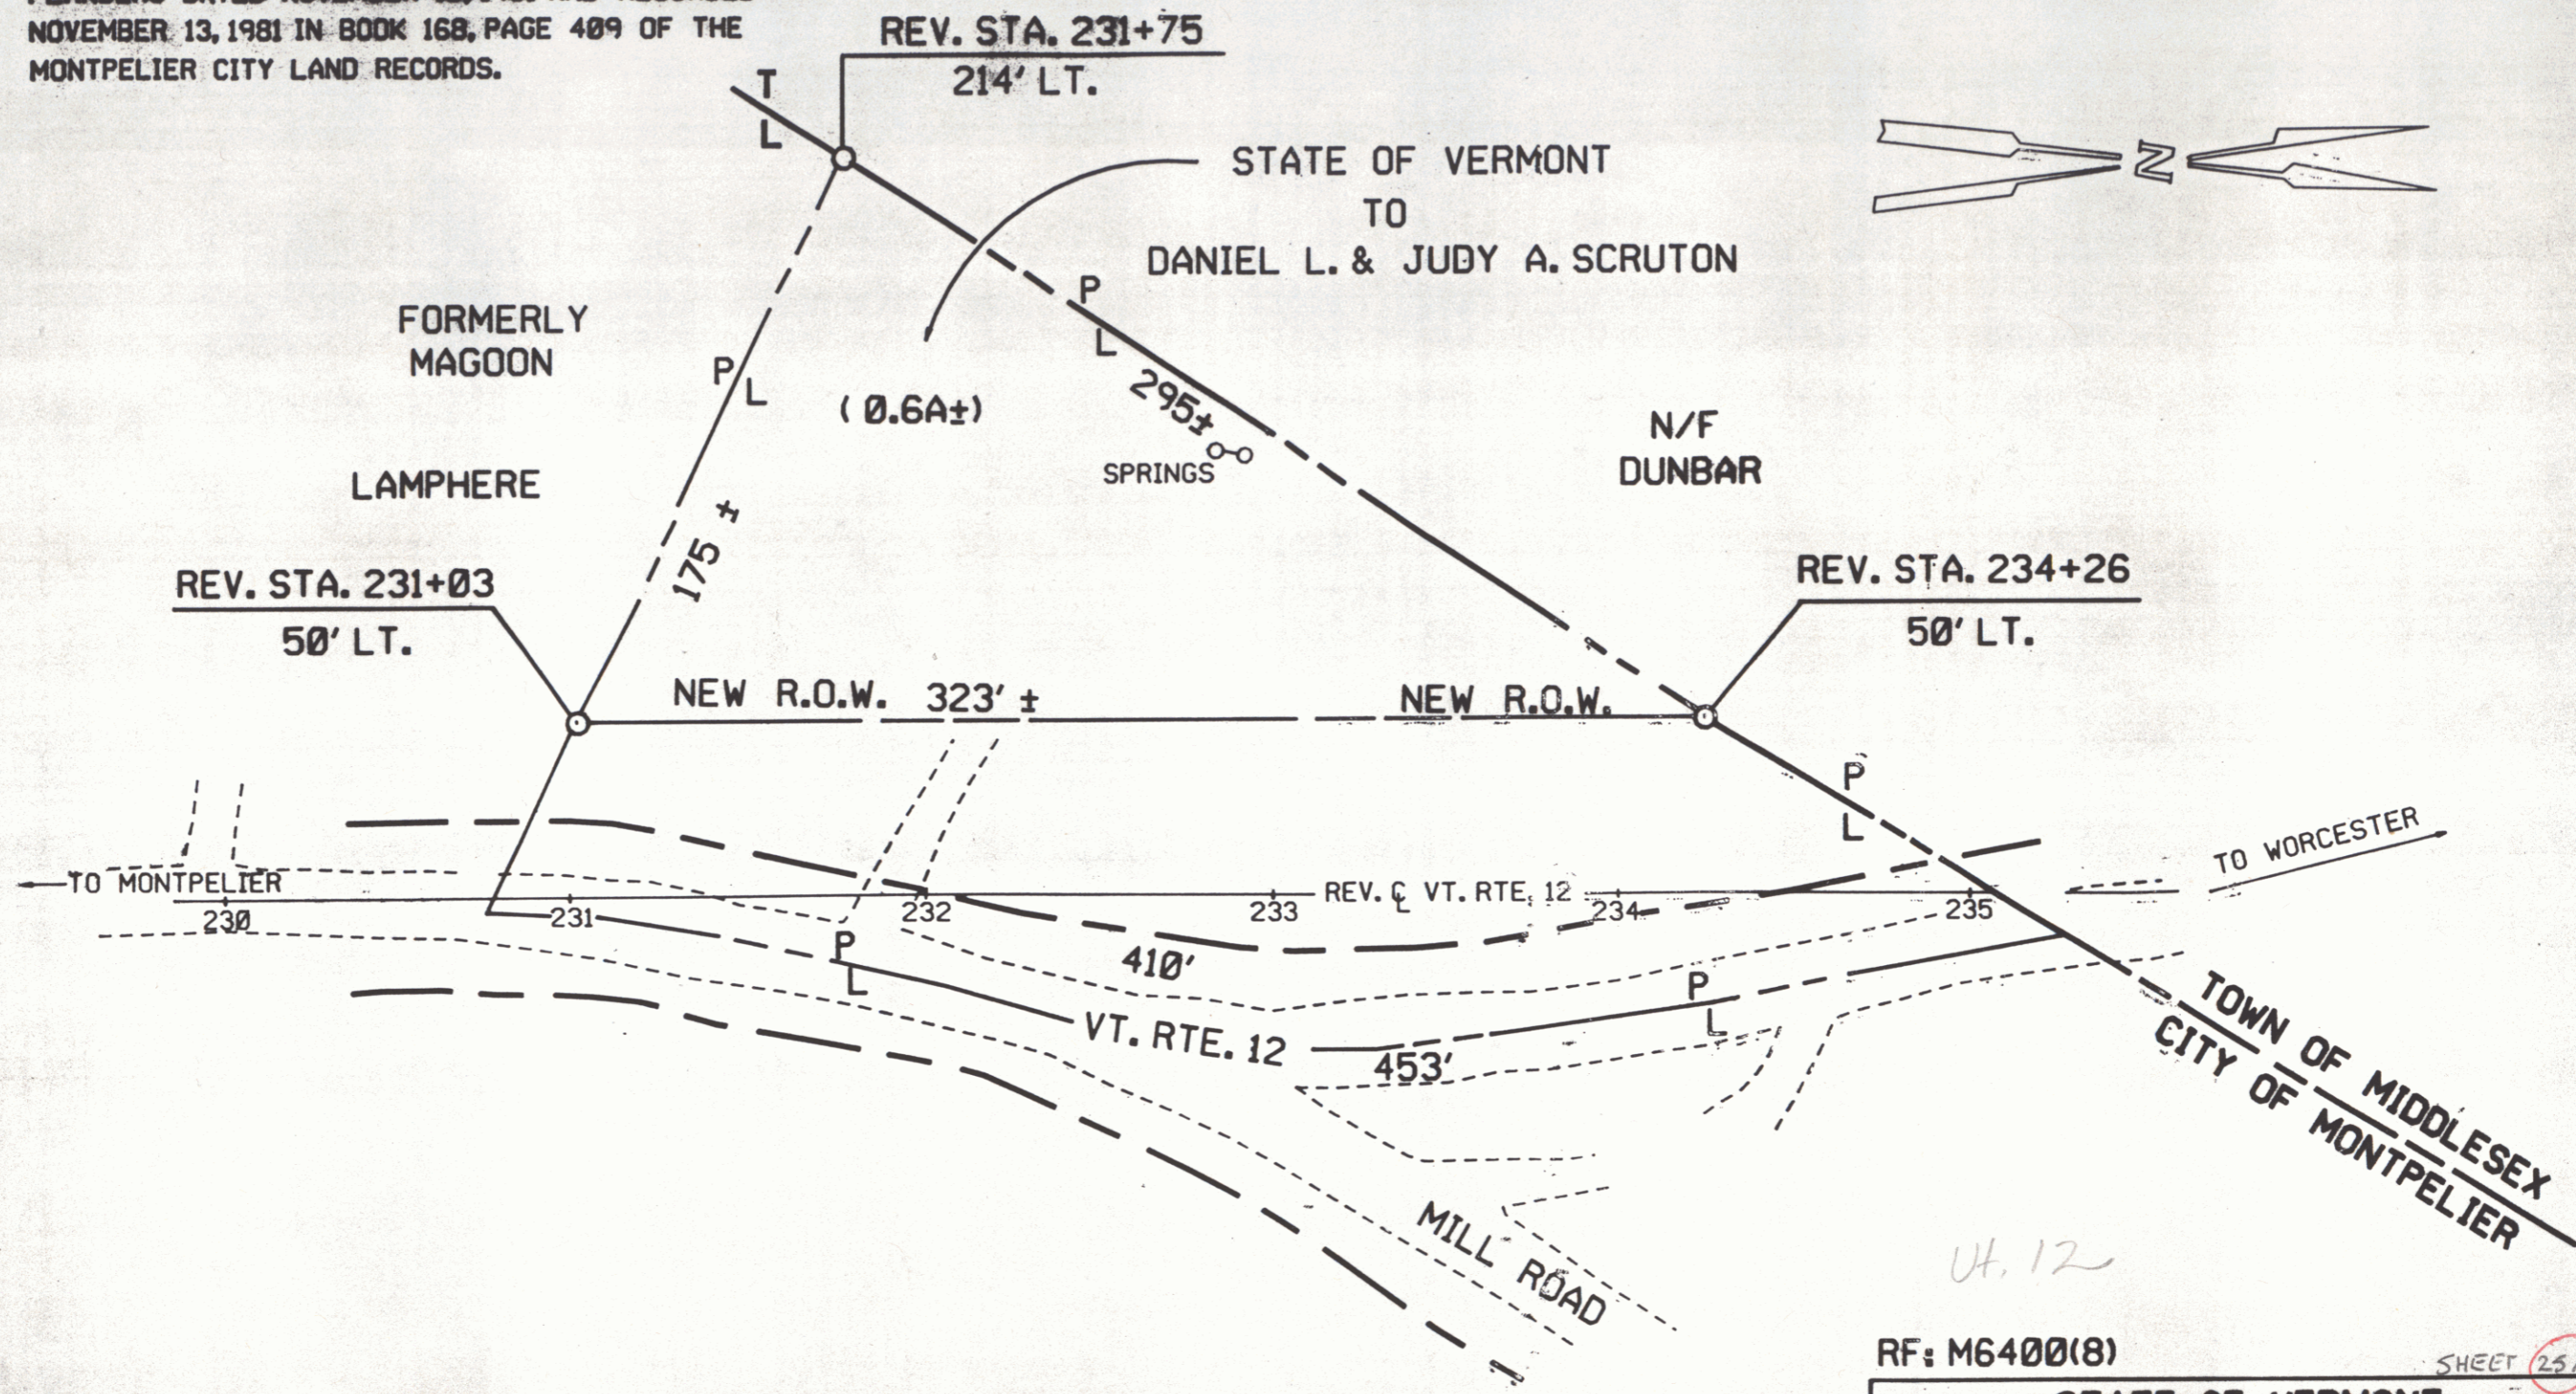 NOVEMBER 13, 1981 IN BOOK 168, PAGE 409 OF THE
MONTPELIER CITY LAND RECORDS.
REV. STA. 231+75
214' LT.
T
L
STATE OF VERMONT
TO
DANIEL L. & JUDY A. SCRUTON
N
FORMERLY
MAGOON
P
L
P
L
(0.6A±)
295±
SPRINGS
N/F
DUNBAR
LAMPHERE
175 ±
REV. STA. 231+03
50' LT.
REV. STA. 234+26
50' LT.
NEW R.O.W. 323' ±
NEW R.O.W.
P
L
TO MONTPELIER
TO WORCESTER
REV. ℄ VT. RTE. 12
230
231
232
233
234
235
P
L
410'
P
L
VT. RTE. 12
453'
TOWN OF MIDDLESEX
CITY OF MONTPELIER
MILL ROAD
Vt. 12
RF: M6400(8)
SHEET 25
STATE OF VERMONT